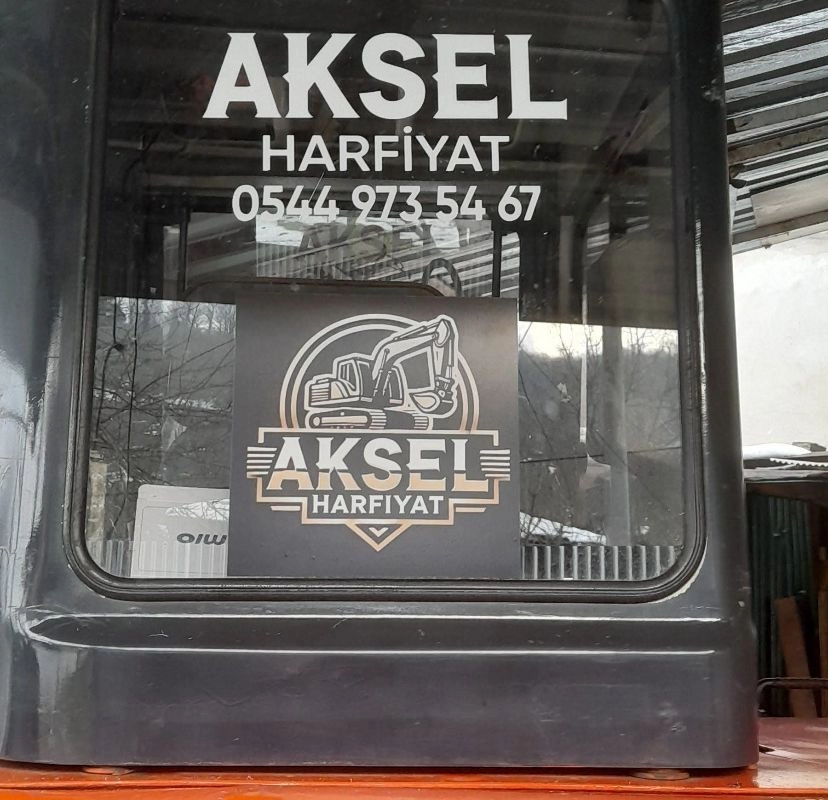 AKSEL
HARFİYAT
0544 973 54 67
AKSEL
HARFIYAT